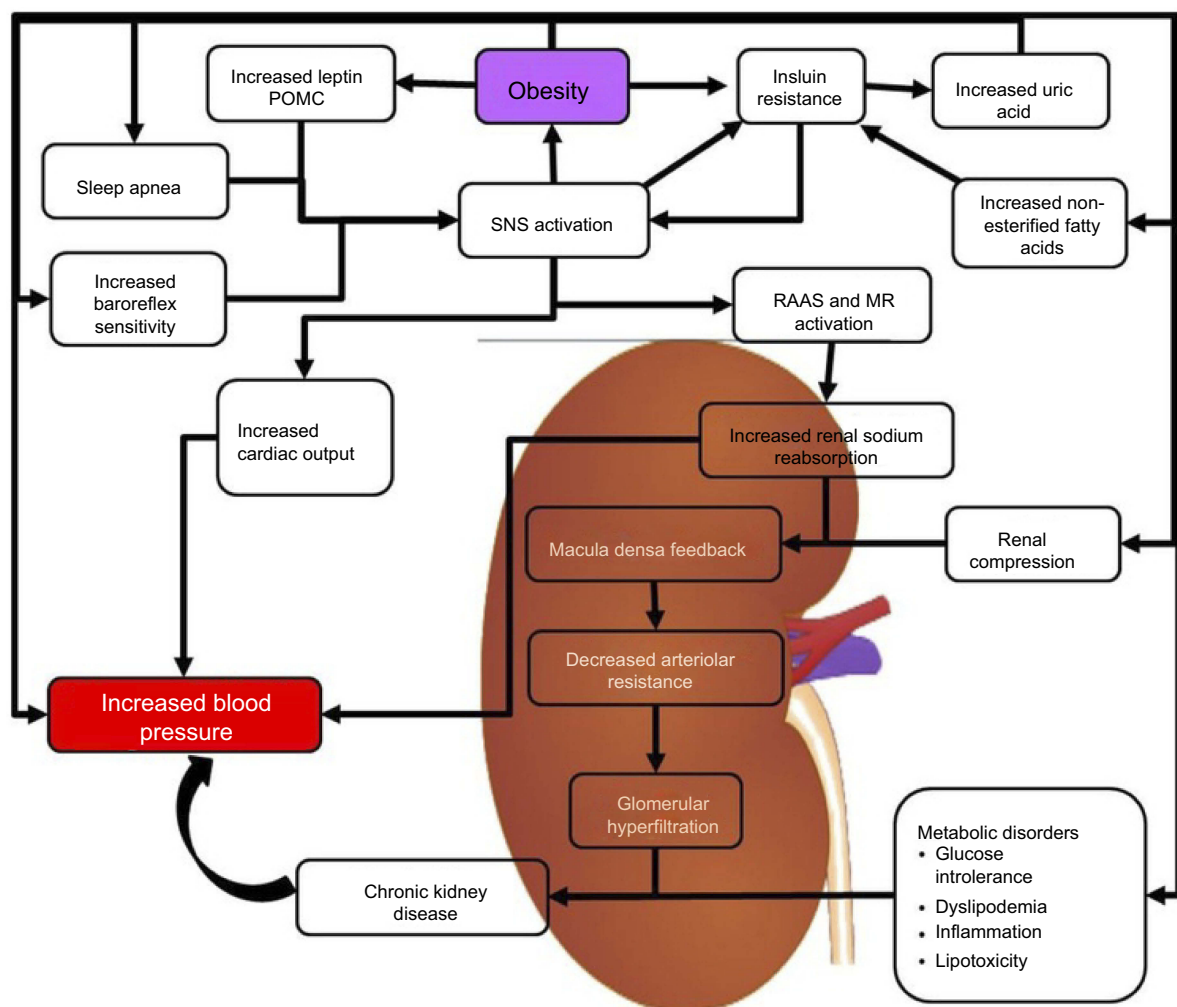 Increased leptin
POMC
Obesity
Insluin
resistance
Increased uric
acid
Sleep apnea
SNS activation
Increased non-
esterified fatty
acids
Increased
baroreflex
sensitivity
RAAS and MR
activation
Increased
cardiac output
Increased renal sodium
reabsorption
Macula densa feedback
Renal
compression
Decreased arteriolar
resistance
Increased blood
pressure
Glomerular
hyperfiltration
Chronic kidney
disease
Metabolic disorders
• Glucose
introlerance
• Dyslipodemia
• Inflammation
• Lipotoxicity